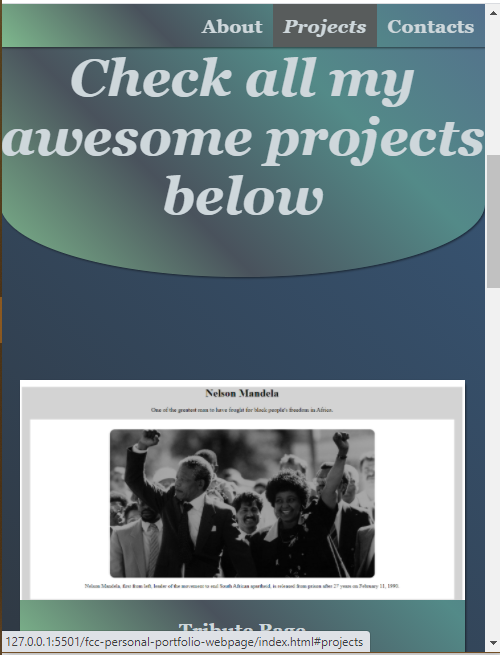 About Projects Contacts
Check all my
awesome projects
below
Nelson Mandela
One of the greatest man to have fought for black people's freedom in Africa.
Nelson Mandela, first from left, leader of the movement to end South African apartheid, is released from prison after 27 years on February 11, 1990.
Tribute Page
127.0.0.1:5501/fcc-personal-portfolio-webpage/index.html#projects